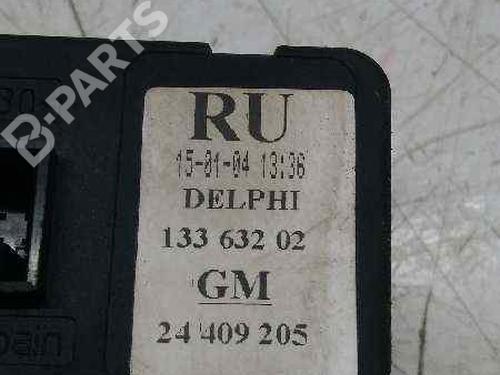 B-PARTS
RU
15-01-04 13:36
DELPHI
133 632 02
GM
24 409 205